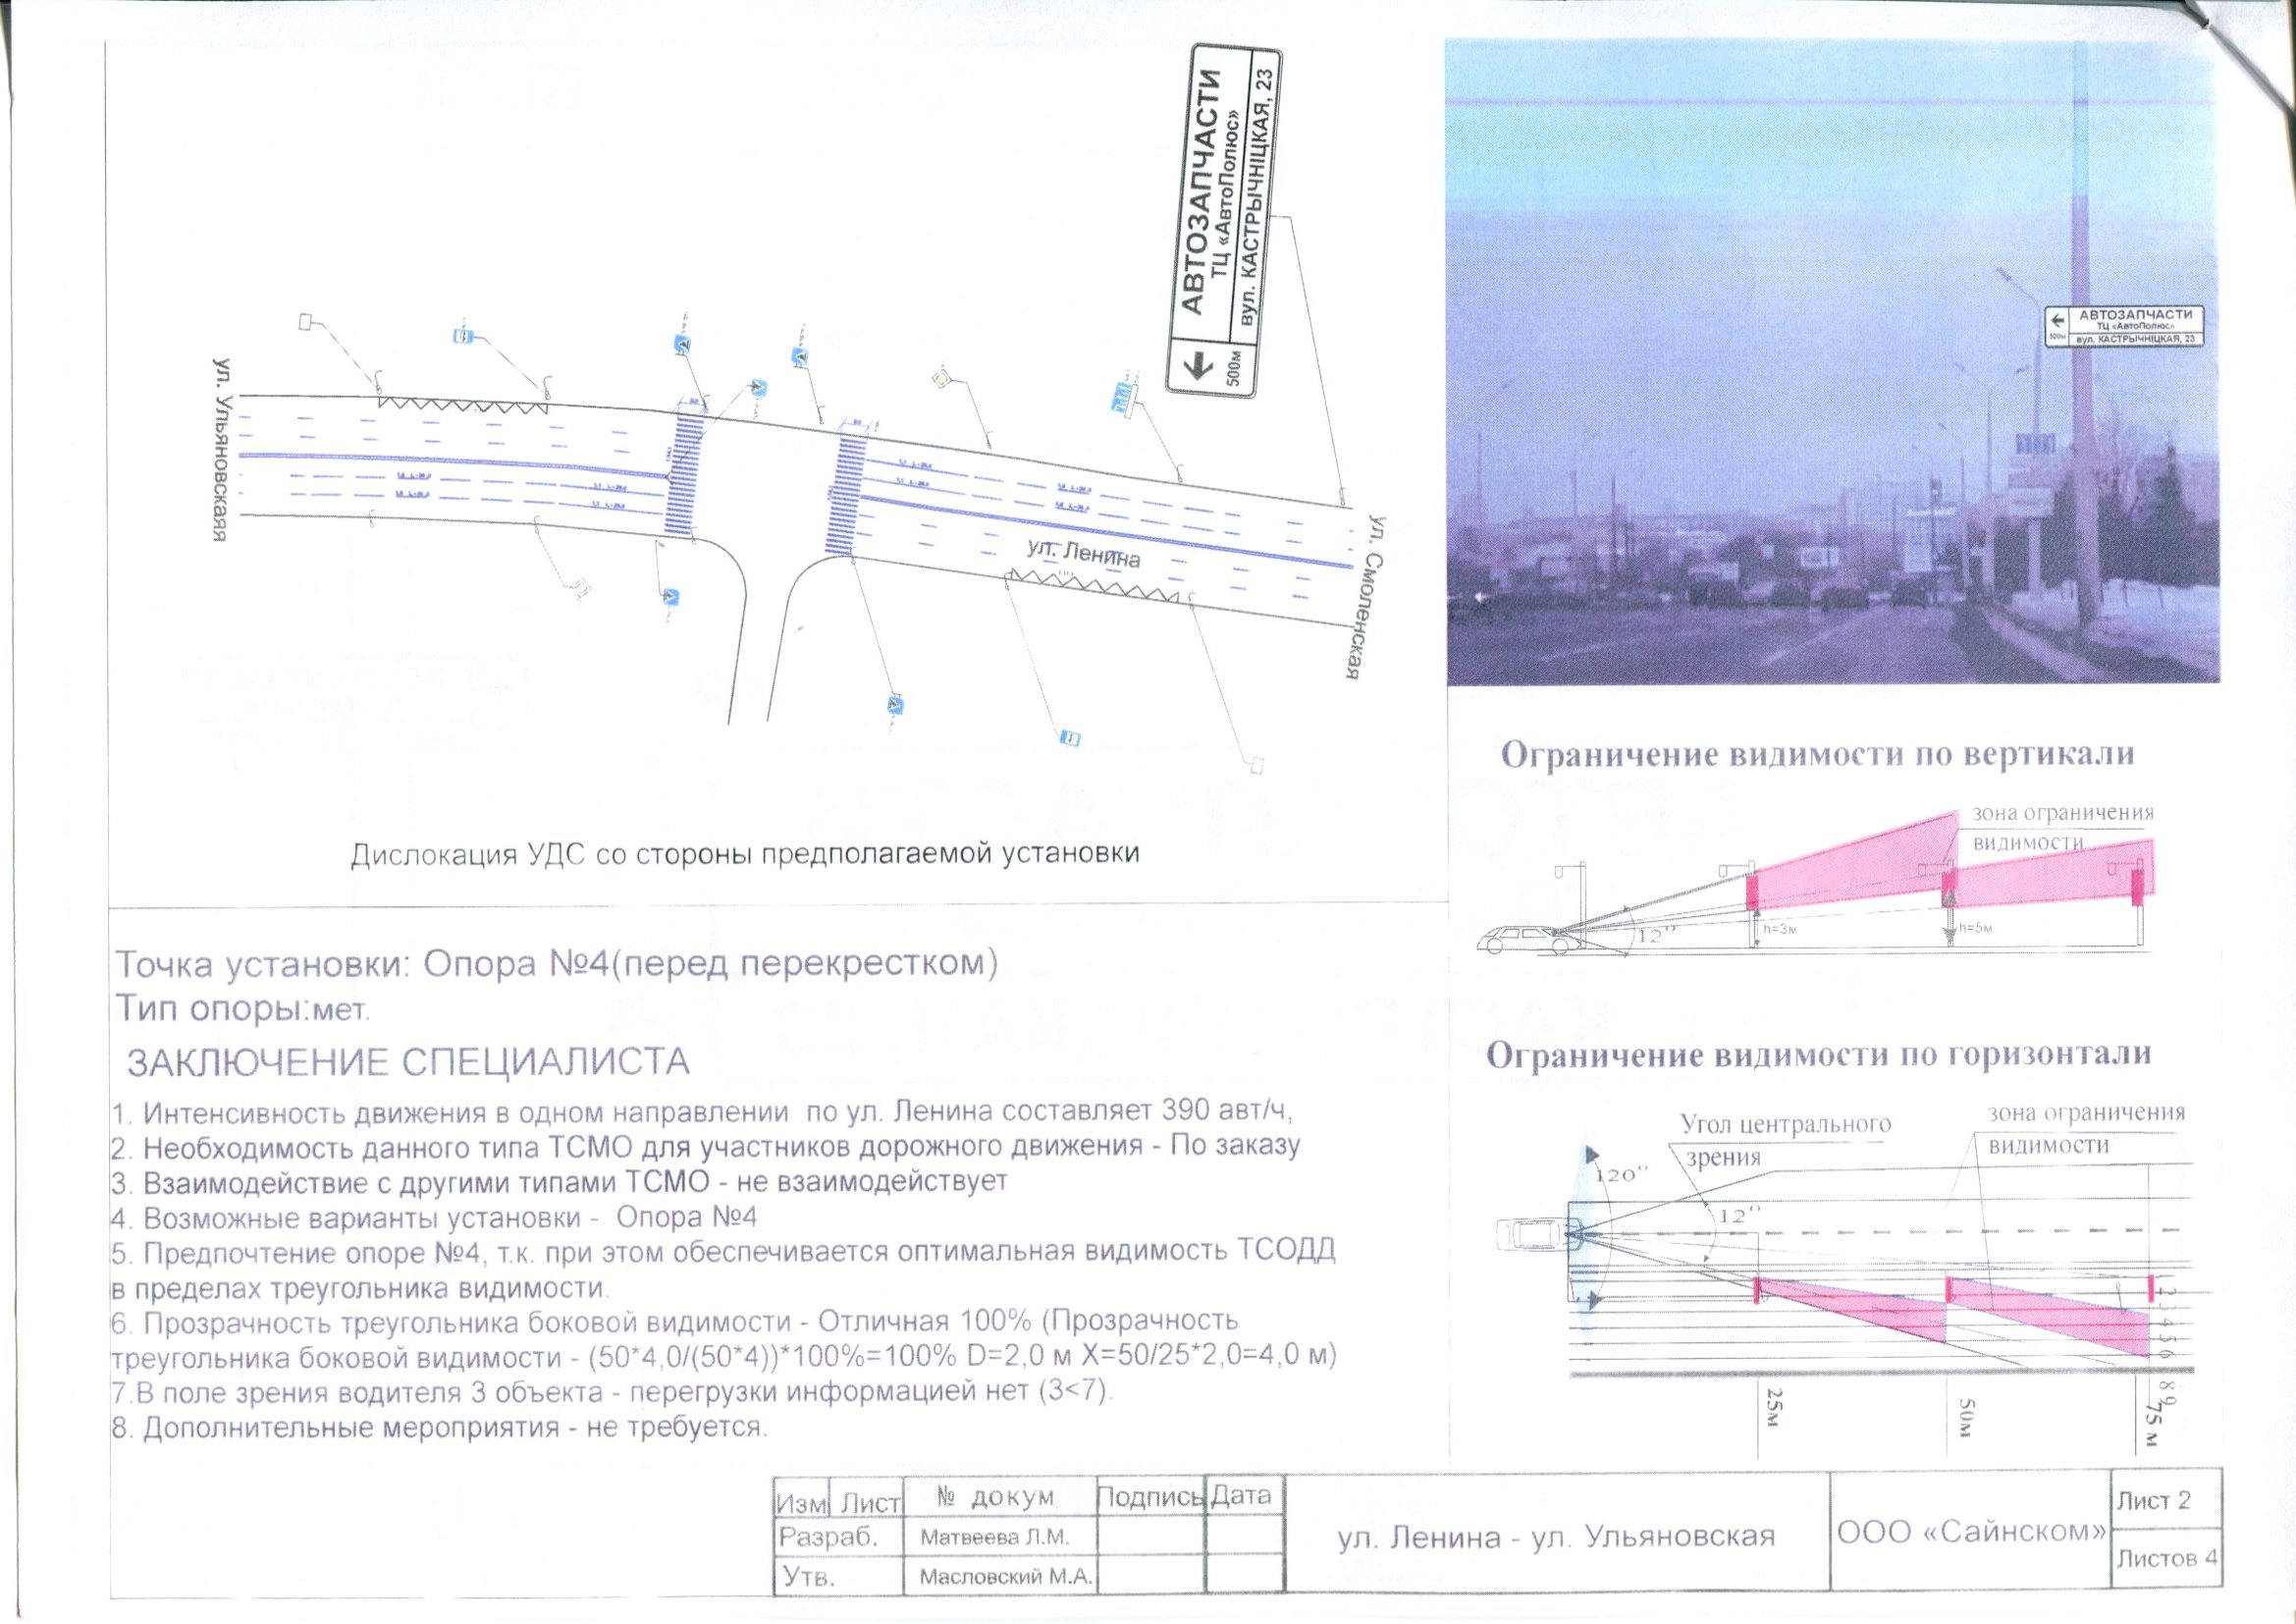 АВТОЗАПЧАСТИ
ТЦ «АвтоПолюс»
500м
вул. КАСТРЫЧНІЦКАЯ, 23
ул. Ульяновскаяя
ул. Ленина
ул. Смоленская
Дислокация УДС со стороны предполагаемой установки
АВТОЗАПЧАСТИ
ТЦ «АвтоПолюс»
500м
вул. КАСТРЫЧНІЦКАЯ, 23
Ограничение видимости по вертикали
зона ограничения
видимости
12°
h=3м
h=5м
Ограничение видимости по горизонтали
Угол центрального
зрения
зона ограничения
видимости
120°
12°
1 2 3 4 5 6
8 9
25м
50м
75 м
Точка установки: Опора №4(перед перекрестком)
Тип опоры:мет.
ЗАКЛЮЧЕНИЕ СПЕЦИАЛИСТА
1. Интенсивность движения в одном направлении по ул. Ленина составляет 390 авт/ч,
2. Необходимость данного типа ТСМО для участников дорожного движения - По заказу
3. Взаимодействие с другими типами ТСМО - не взаимодействует
4. Возможные варианты установки - Опора №4
5. Предпочтение опоре №4, т.к. при этом обеспечивается оптимальная видимость ТСОДД
в пределах треугольника видимости.
6. Прозрачность треугольника боковой видимости - Отличная 100% (Прозрачность
треугольника боковой видимости - (50*4,0/(50*4))*100%=100% D=2,0 м X=50/25*2,0=4,0 м)
7.В поле зрения водителя 3 объекта - перегрузки информацией нет (3<7).
8. Дополнительные мероприятия - не требуется.
Изм Лист № докум Подпись Дата
Разраб. Матвеева Л.М.
Утв. Масловский М.А.
ул. Ленина - ул. Ульяновская
ООО «Сайнском»
Лист 2
Листов 4